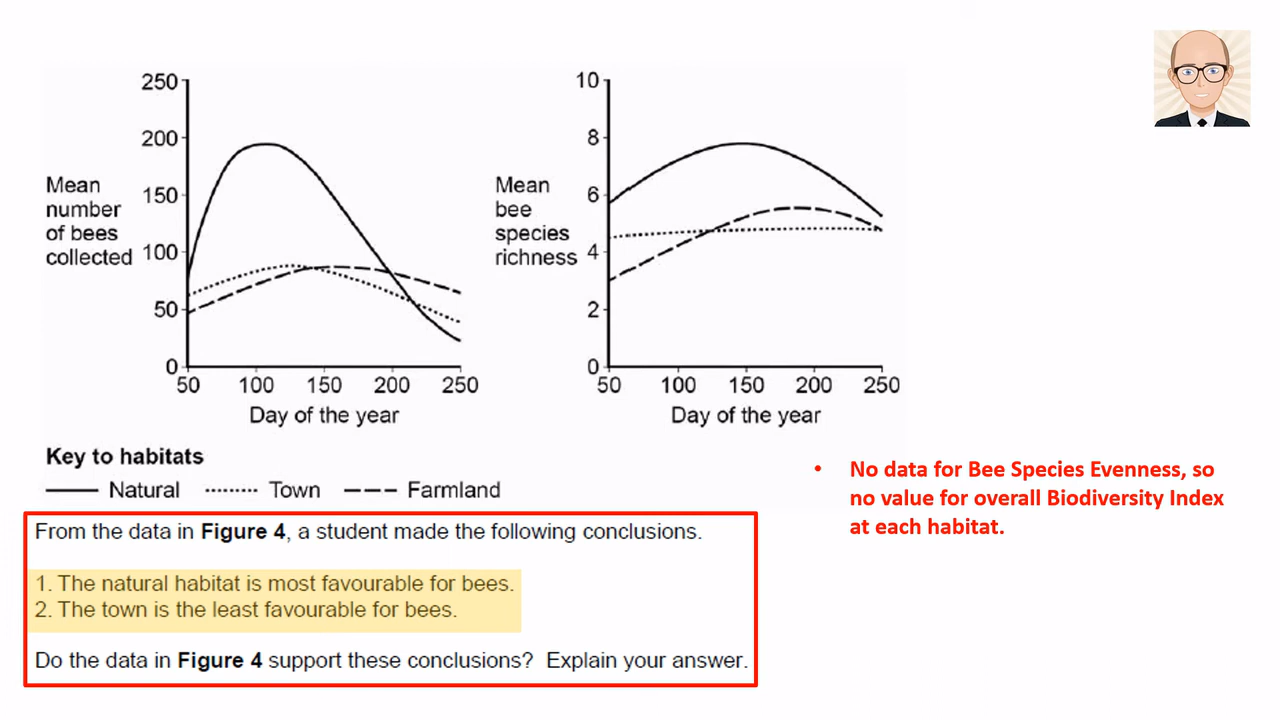 250
200
150
100
50
0
Mean
number
of bees
collected
50 100 150 200 250
Day of the year
10
8
6
4
2
0
Mean
bee
species
richness
50 100 150 200 250
Day of the year
Key to habitats
Natural Town Farmland
From the data in Figure 4, a student made the following conclusions.
1. The natural habitat is most favourable for bees.
2. The town is the least favourable for bees.
Do the data in Figure 4 support these conclusions? Explain your answer.
• No data for Bee Species Evenness, so
no value for overall Biodiversity Index
at each habitat.